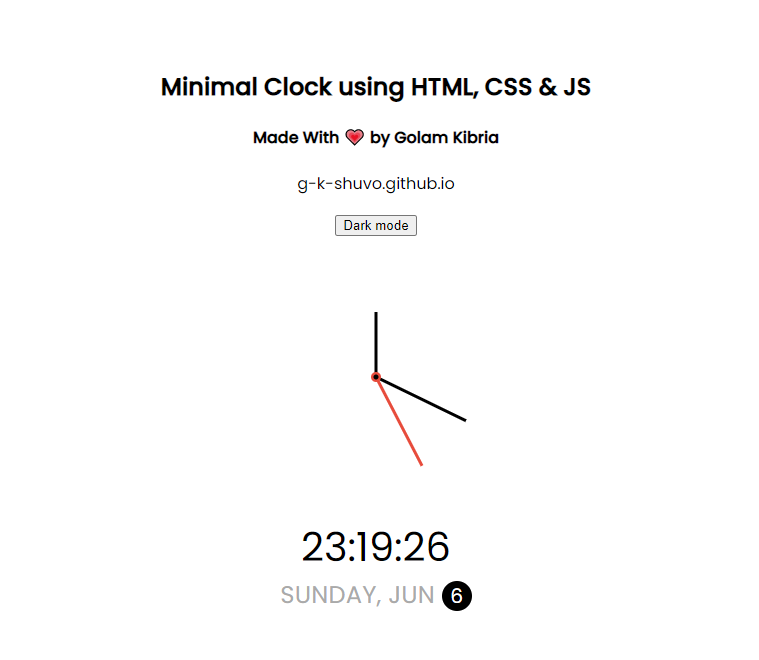 Minimal Clock using HTML, CSS & JS
Made With 💗 by Golam Kibria
g-k-shuvo.github.io
Dark mode
23:19:26
SUNDAY, JUN 6